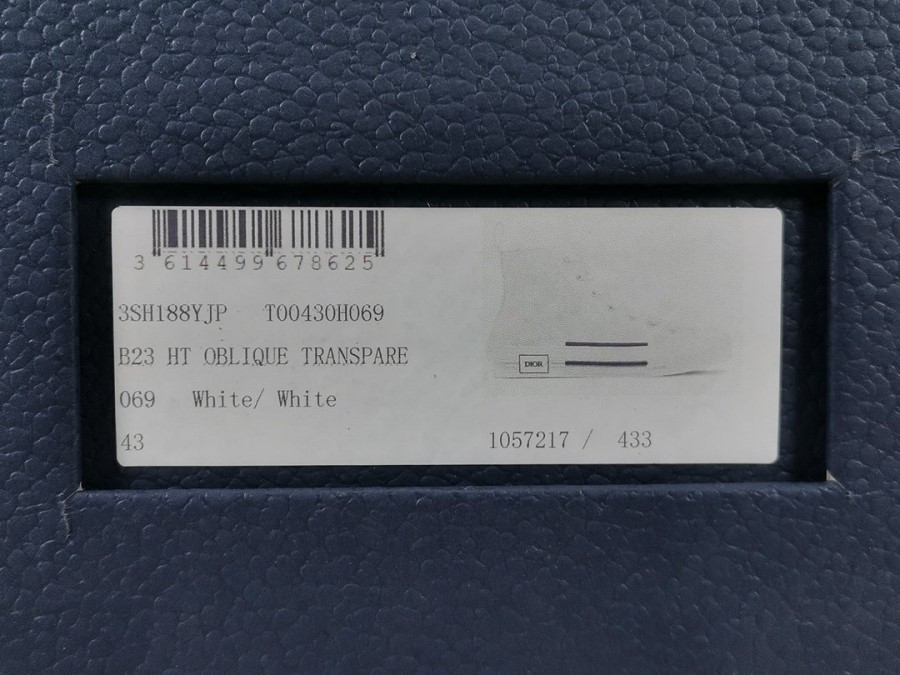 3 614499 678625
3SH188YJP T00430H069
B23 HT OBLIQUE TRANSPARE
069 White/ White
DIOR
43 1057217 / 433